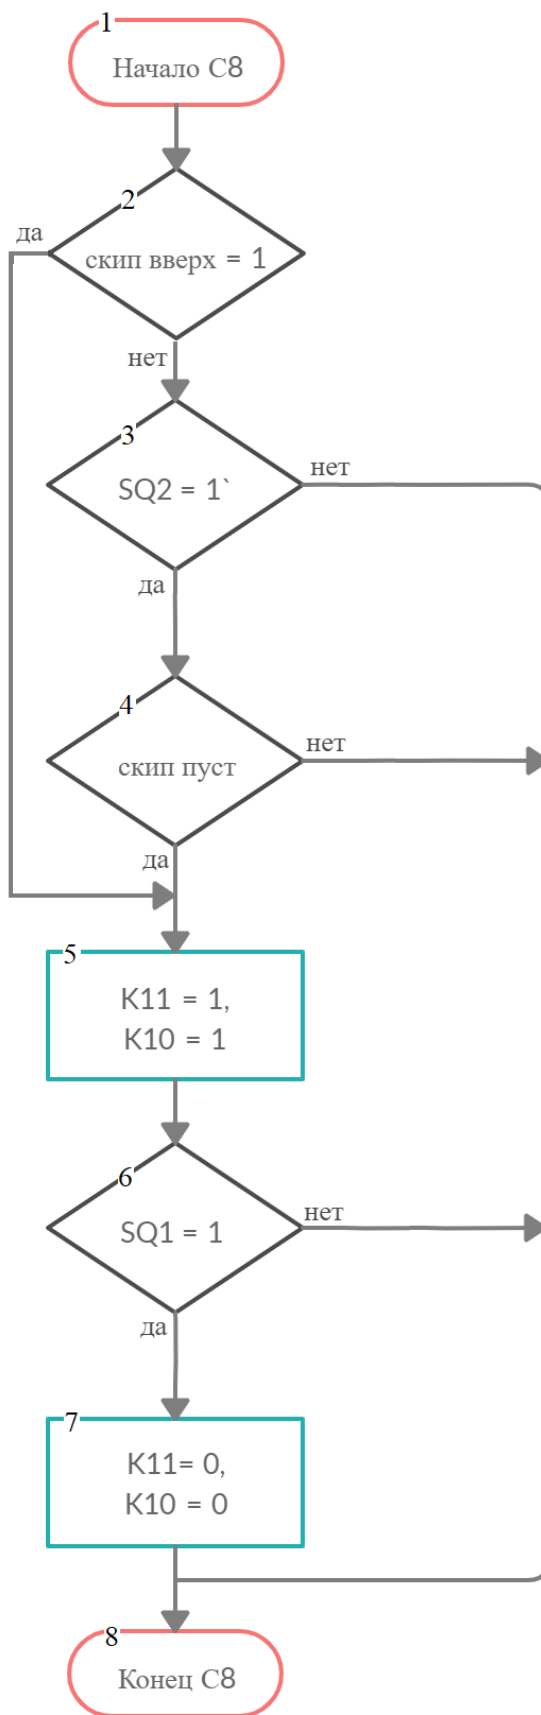 1
Начало С8
2
да
скип вверх = 1
нет
3
нет
SQ2 = 1`
да
4
нет
скип пуст
да
5
K11 = 1,
K10 = 1
6
нет
SQ1 = 1
да
7
K11= 0,
K10 = 0
8
Конец С8